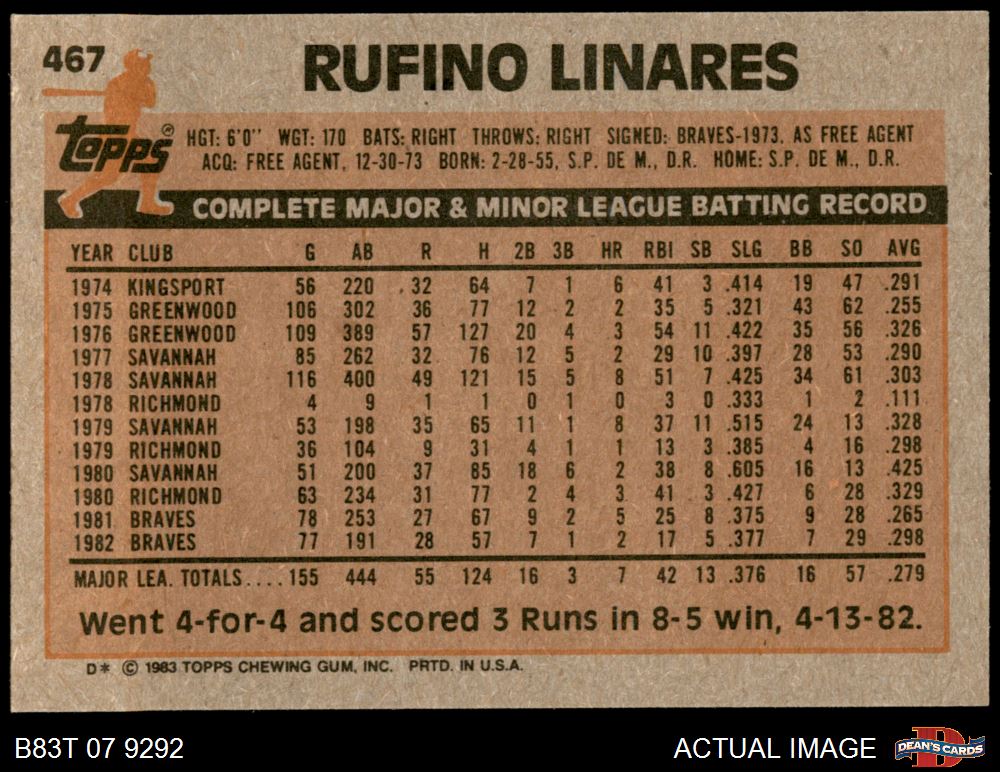 467
RUFINO LINARES
topps®
HGT: 6'0" WGT: 170 BATS: RIGHT THROWS: RIGHT SIGNED: BRAVES-1973, AS FREE AGENT
ACQ: FREE AGENT, 12-30-73 BORN: 2-28-55, S.P. DE M., D.R. HOME: S.P. DE M., D.R.
COMPLETE MAJOR & MINOR LEAGUE BATTING RECORD
YEAR CLUB G AB R H 2B 3B HR RBI SB SLG BB SO AVG
1974 KINGSPORT 56 220 32 64 7 1 6 41 3 .414 19 47 .291
1975 GREENWOOD 106 302 36 77 12 2 2 35 5 .321 43 62 .255
1976 GREENWOOD 109 389 57 127 20 4 3 54 11 .422 35 56 .326
1977 SAVANNAH 85 262 32 76 12 5 2 29 10 .397 28 53 .290
1978 SAVANNAH 116 400 49 121 15 5 8 51 7 .425 34 61 .303
1978 RICHMOND 4 9 1 1 0 1 0 3 0 .333 1 2 .111
1979 SAVANNAH 53 198 35 65 11 1 8 37 11 .515 24 13 .328
1979 RICHMOND 36 104 9 31 4 1 1 13 3 .385 4 16 .298
1980 SAVANNAH 51 200 37 85 18 6 2 38 8 .605 16 13 .425
1980 RICHMOND 63 234 31 77 2 4 3 41 3 .427 6 28 .329
1981 BRAVES 78 253 27 67 9 2 5 25 8 .375 9 28 .265
1982 BRAVES 77 191 28 57 7 1 2 17 5 .377 7 29 .298
MAJOR LEA. TOTALS.... 155 444 55 124 16 3 7 42 13 .376 16 57 .279
Went 4-for-4 and scored 3 Runs in 8-5 win, 4-13-82.
D* © 1983 TOPPS CHEWING GUM, INC. PRTD. IN U.S.A.
B83T 07 9292 ACTUAL IMAGE DEAN'S CARDS